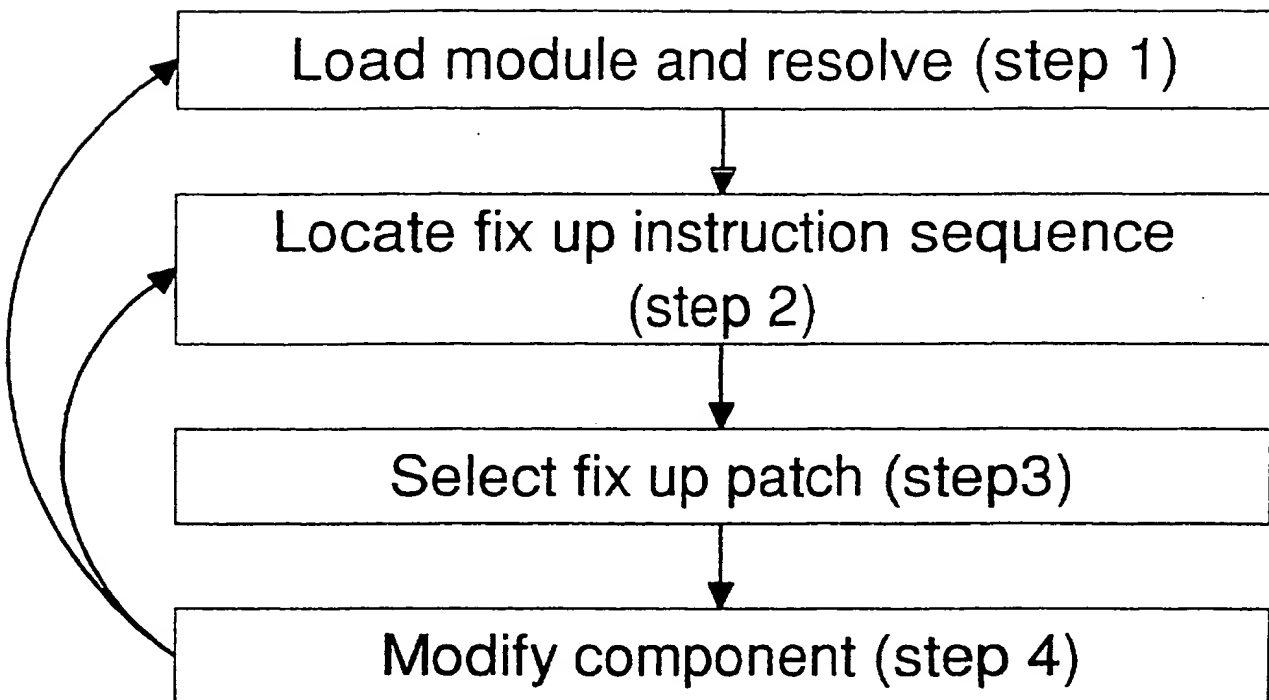 Load module and resolve (step 1)
Locate fix up instruction sequence
(step 2)
Select fix up patch (step3)
Modify component (step 4)